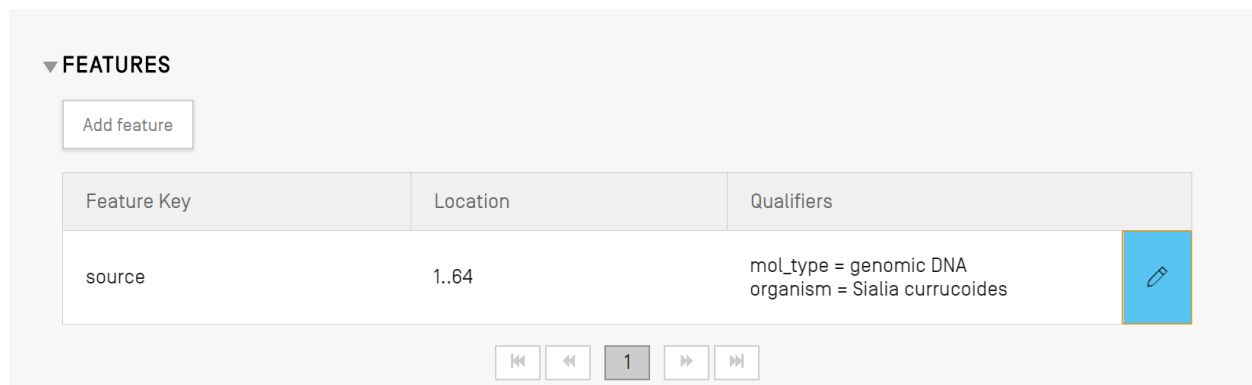 FEATURES
Add feature
Feature Key Location Qualifiers
source 1..64 mol_type = genomic DNA
organism = Sialia currucoides
1